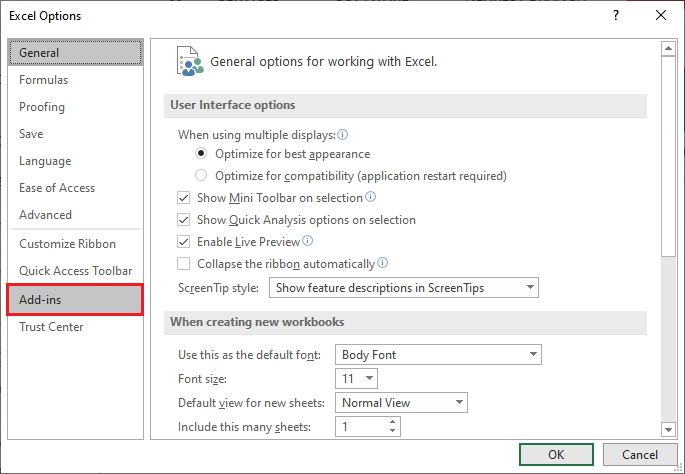 Excel Options
?
General
Formulas
Proofing
Save
Language
Ease of Access
Advanced
Customize Ribbon
Quick Access Toolbar
Add-ins
Trust Center
General options for working with Excel.
User Interface options
When using multiple displays:
Optimize for best appearance
Optimize for compatibility (application restart required)
Show Mini Toolbar on selection
Show Quick Analysis options on selection
Enable Live Preview
Collapse the ribbon automatically
ScreenTip style: Show feature descriptions in ScreenTips
When creating new workbooks
Use this as the default font: Body Font
Font size: 11
Default view for new sheets: Normal View
Include this many sheets: 1
OK Cancel